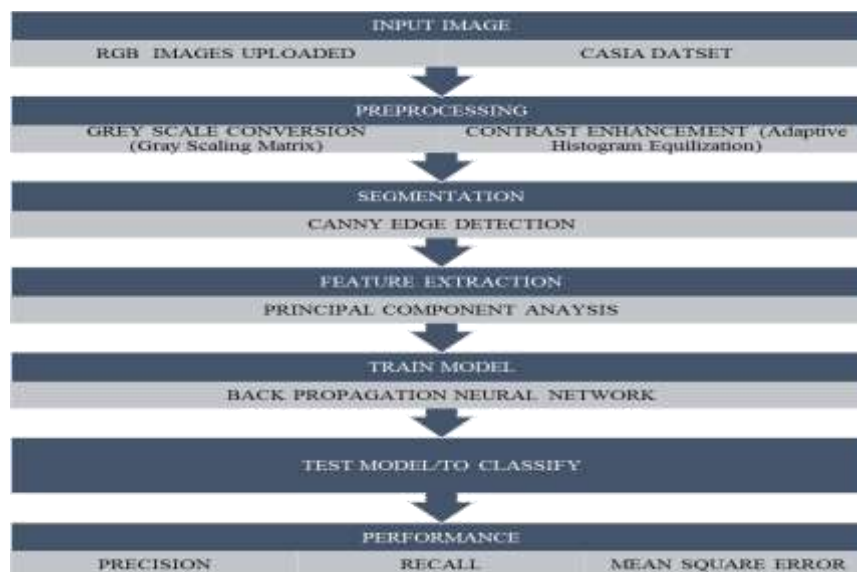 INPUT IMAGE
RGB IMAGES UPLOADED
CASIA DATSET
PREPROCESSING
GREY SCALE CONVERSION
(Gray Scaling Matrix)
CONTRAST ENHANCEMENT (Adaptive
Histogram Equilization)
SEGMENTATION
CANNY EDGE DETECTION
FEATURE EXTRACTION
PRINCIPAL COMPONENT ANAYSIS
TRAIN MODEL
BACK PROPAGATION NEURAL NETWORK
TEST MODEL/TO CLASSIFY
PERFORMANCE
PRECISION
RECALL
MEAN SQUARE ERROR